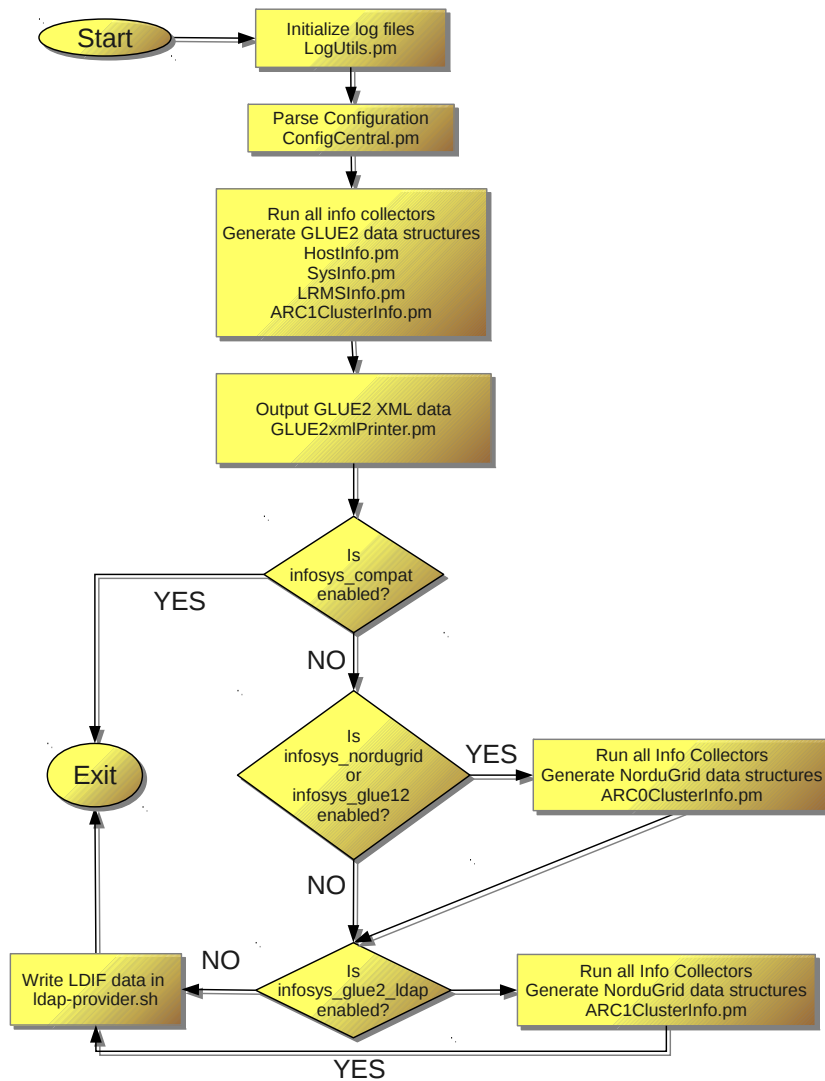 Start
Initialize log files
LogUtils.pm
Parse Configuration
ConfigCentral.pm
Run all info collectors
Generate GLUE2 data structures
HostInfo.pm
SysInfo.pm
LRMSInfo.pm
ARC1ClusterInfo.pm
Output GLUE2 XML data
GLUE2xmlPrinter.pm
Is
infosys_compat
enabled?
YES
NO
Is
infosys_nordugrid
or
infosys_glue12
enabled?
YES
Run all Info Collectors
Generate NorduGrid data structures
ARC0ClusterInfo.pm
Exit
NO
Is
infosys_glue2_ldap
enabled?
NO
Write LDIF data in
ldap-provider.sh
Run all Info Collectors
Generate NorduGrid data structures
ARC1ClusterInfo.pm
YES